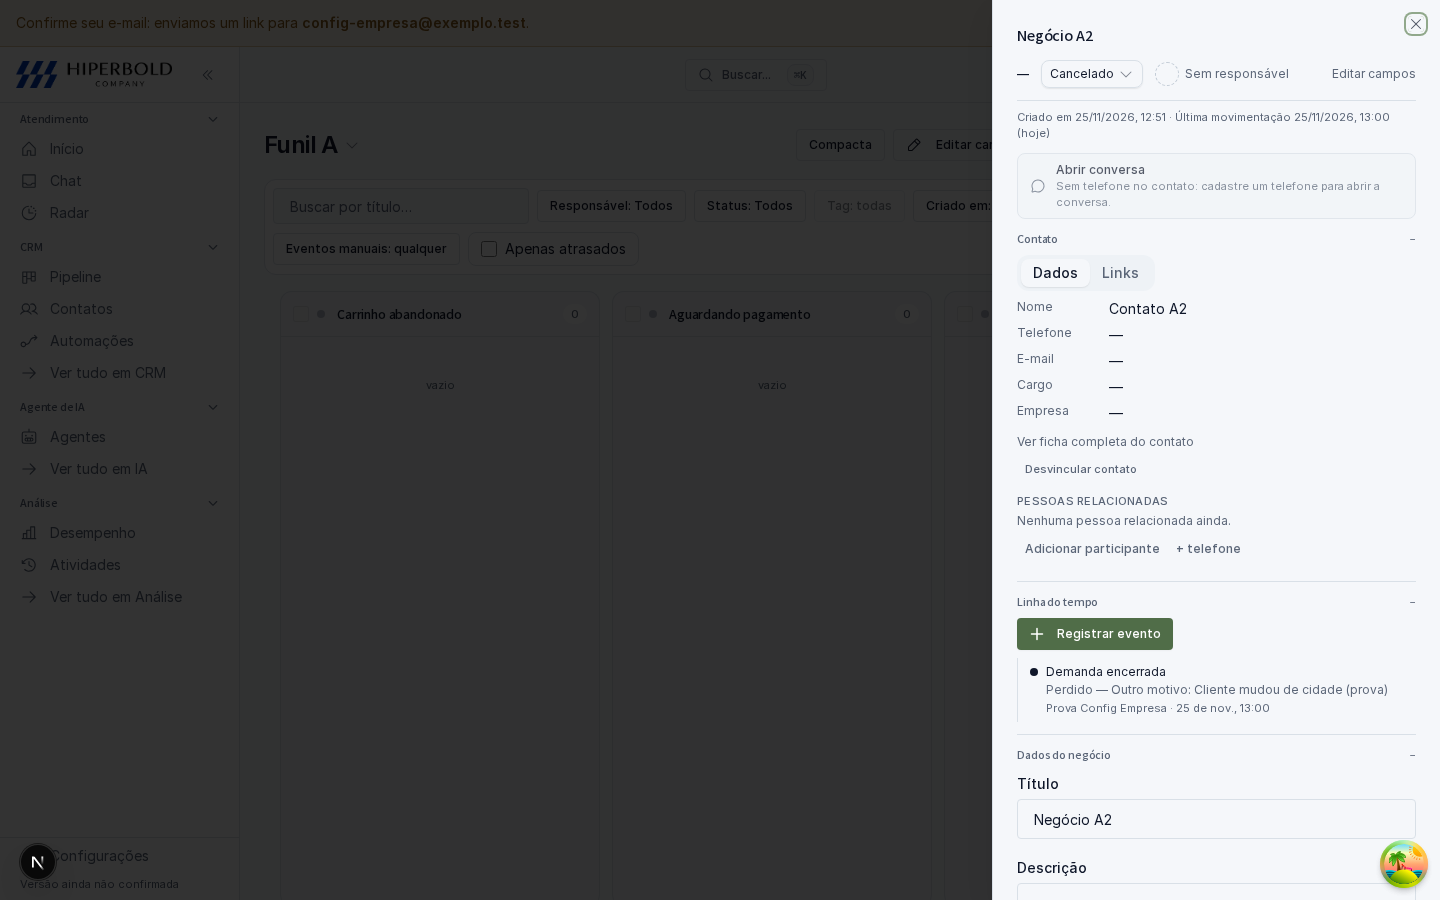 Confirme seu e-mail: enviamos um link para config-empresa@exemplo.test.
HIPERBOLD
COMPANY
Buscar...
⌘K
Atendimento
Início
Chat
Radar
CRM
Pipeline
Contatos
Automações
Ver tudo em CRM
Agente de IA
Agentes
Ver tudo em IA
Análise
Desempenho
Atividades
Ver tudo em Análise
Configurações
Versão ainda não confirmada
N
Funil A
Compacta
Editar
Buscar por título...
Responsável: Todos
Status: Todos
Tag: todas
Criado em:
Eventos manuais: qualquer
Apenas atrasados
Carrinho abandonado
0
vazio
Aguardando pagamento
0
vazio
Negócio A2
—
Cancelado
Sem responsável
Editar campos
Criado em 25/11/2026, 12:51 · Última movimentação 25/11/2026, 13:00
(hoje)
Abrir conversa
Sem telefone no contato: cadastre um telefone para abrir a
conversa.
Contato
−
Dados
Links
Nome
Contato A2
Telefone
—
E-mail
—
Cargo
—
Empresa
—
Ver ficha completa do contato
Desvincular contato
PESSOAS RELACIONADAS
Nenhuma pessoa relacionada ainda.
Adicionar participante
+ telefone
Linha do tempo
−
Registrar evento
Demanda encerrada
Perdido — Outro motivo: Cliente mudou de cidade (prova)
Prova Config Empresa · 25 de nov., 13:00
Dados do negócio
−
Título
Negócio A2
Descrição